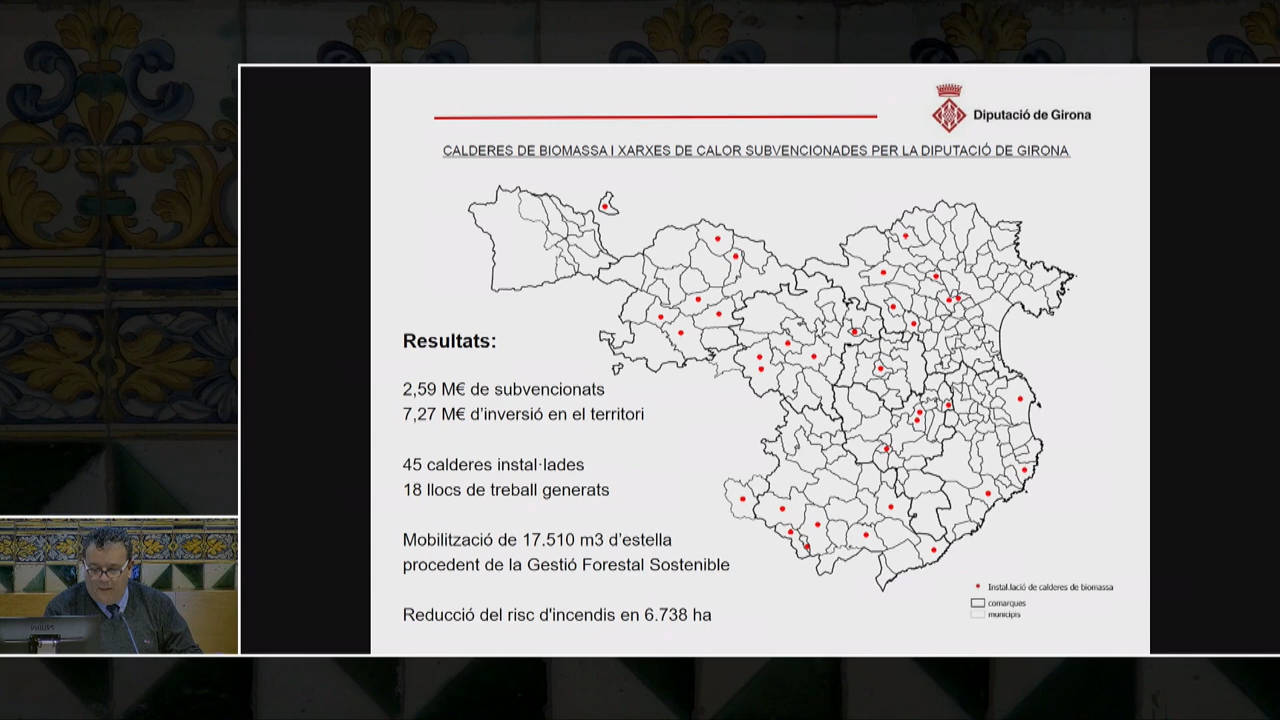 Diputació de Girona
CALDERES DE BIOMASSA I XARXES DE CALOR SUBVENCIONADES PER LA DIPUTACIÓ DE GIRONA
Resultats:
2,59 M€ de subvencionats
7,27 M€ d'inversió en el territori
45 calderes instal·lades
18 llocs de treball generats
Mobilització de 17.510 m3 d'estella
procedent de la Gestió Forestal Sostenible
Reducció del risc d'incendis en 6.738 ha
Instal.lació de calderes de biomassa
comarques
municipis
PHILIPS